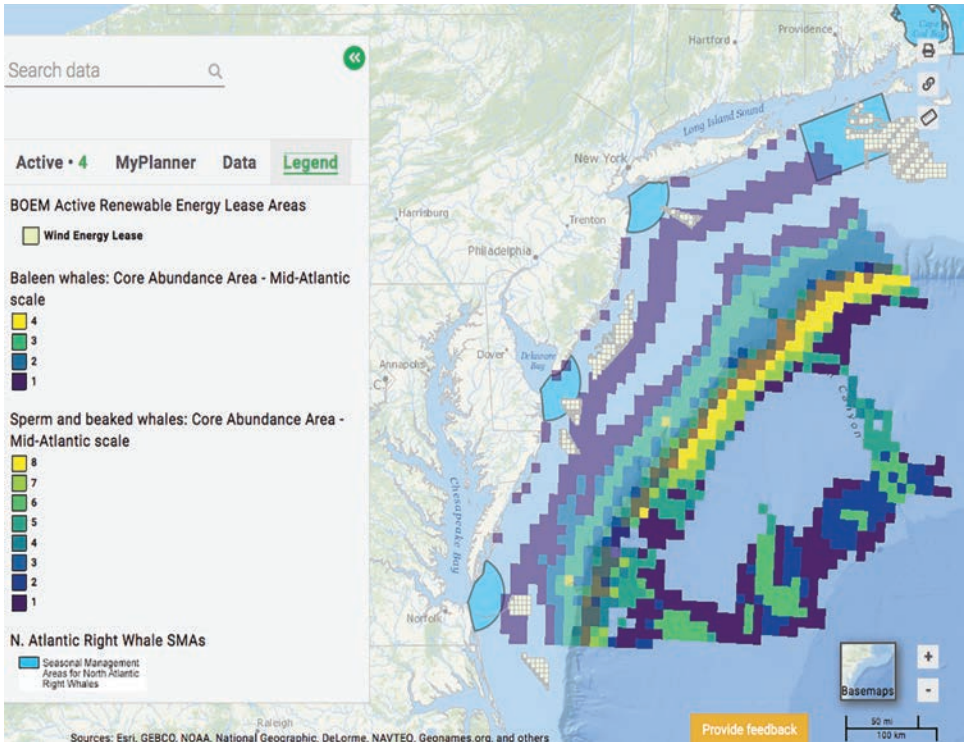 Search data
Active • 4 MyPlanner Data Legend
BOEM Active Renewable Energy Lease Areas
Wind Energy Lease
Baleen whales: Core Abundance Area - Mid-Atlantic
scale
4
3
2
1
Sperm and beaked whales: Core Abundance Area -
Mid-Atlantic scale
8
7
6
5
4
3
2
1
N. Atlantic Right Whale SMAs
Seasonal Management
Areas for North Atlantic
Right Whales
Cape
Cod Bay
Providence
Hartford
Long Island Sound
New York
Harrisburg
Trenton
Philadelphia
Dover
Delaware
Bay
Annapolis
Canyon
Chesapeake Bay
Norfolk
Raleigh
Basemaps
+
-
Provide feedback
50 mi
100 km
Sources: Esri, GEBCO, NOAA, National Geographic, DeLorme, NAVTEQ, Geonames.org, and others